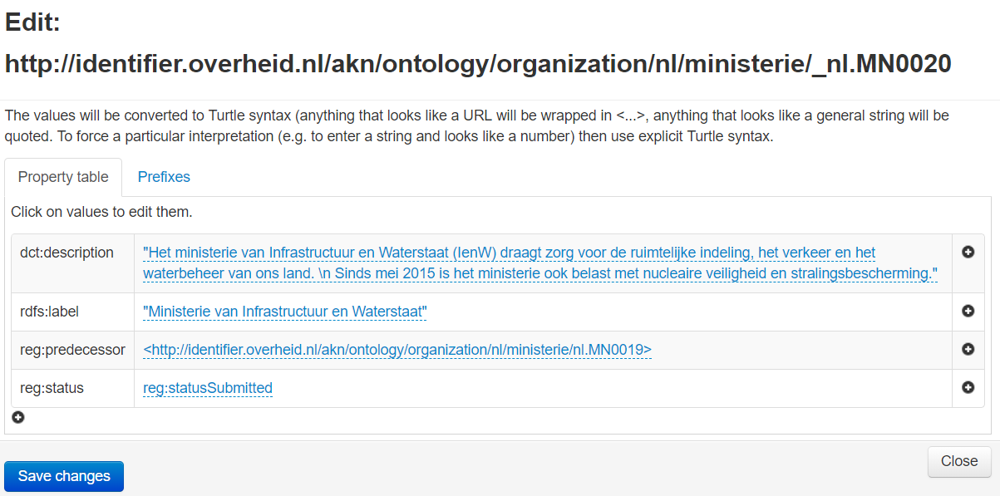 Edit:
http://identifier.overheid.nl/akn/ontology/organization/nl/ministerie/_nl.MN0020
The values will be converted to Turtle syntax (anything that looks like a URL will be wrapped in <...>, anything that looks like a general string will be
quoted. To force a particular interpretation (e.g. to enter a string and looks like a number) then use explicit Turtle syntax.
Property table Prefixes
Click on values to edit them.
dct:description "Het ministerie van Infrastructuur en Waterstaat (IenW) draagt zorg voor de ruimtelijke indeling, het verkeer en het
waterbeheer van ons land. \n Sinds mei 2015 is het ministerie ook belast met nucleaire veiligheid en stralingsbescherming."
rdfs:label "Ministerie van Infrastructuur en Waterstaat"
reg:predecessor <http://identifier.overheid.nl/akn/ontology/organization/nl/ministerie/nl.MN0019>
reg:status reg:statusSubmitted
Close
Save changes